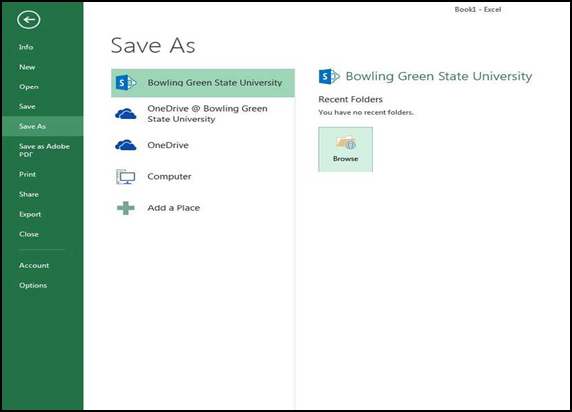 Book1 - Excel
Info
New
Open
Save
Save As
Save as Adobe
PDF
Print
Share
Export
Close
Account
Options
Save As
Bowling Green State University
OneDrive @ Bowling Green
State University
OneDrive
Computer
Add a Place
Bowling Green State University
Recent Folders
You have no recent folders.
Browse